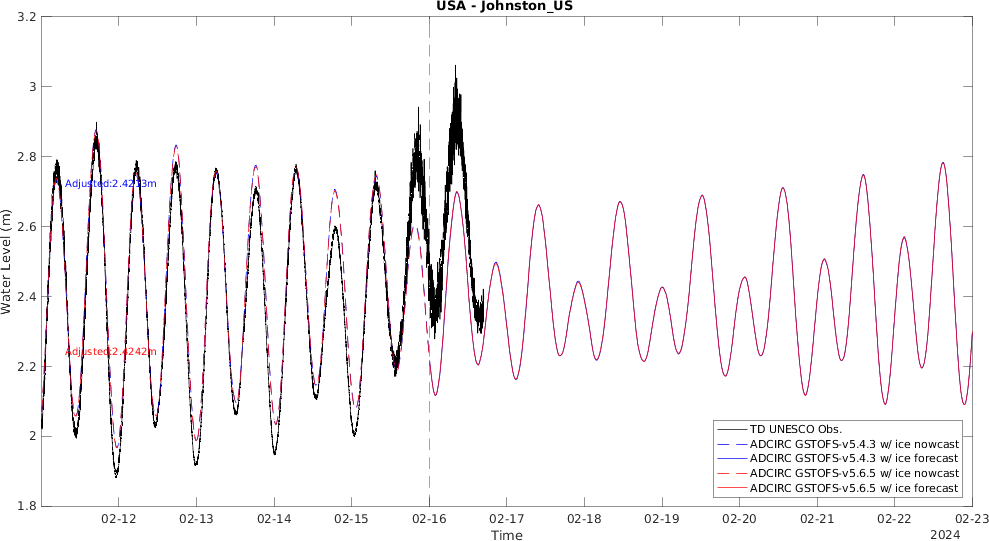 USA - Johnston_US
3.2
3
2.8
2.6
2.4
2.2
2
1.8
Water Level (m)
Adjusted:2.4213m
Adjusted:2.4242m
TD UNESCO Obs.
ADCIRC GSTOFS-v5.4.3 w/ ice nowcast
ADCIRC GSTOFS-v5.4.3 w/ ice forecast
ADCIRC GSTOFS-v5.6.5 w/ ice nowcast
ADCIRC GSTOFS-v5.6.5 w/ ice forecast
02-12 02-13 02-14 02-15 02-16 02-17 02-18 02-19 02-20 02-21 02-22 02-23
Time
2024